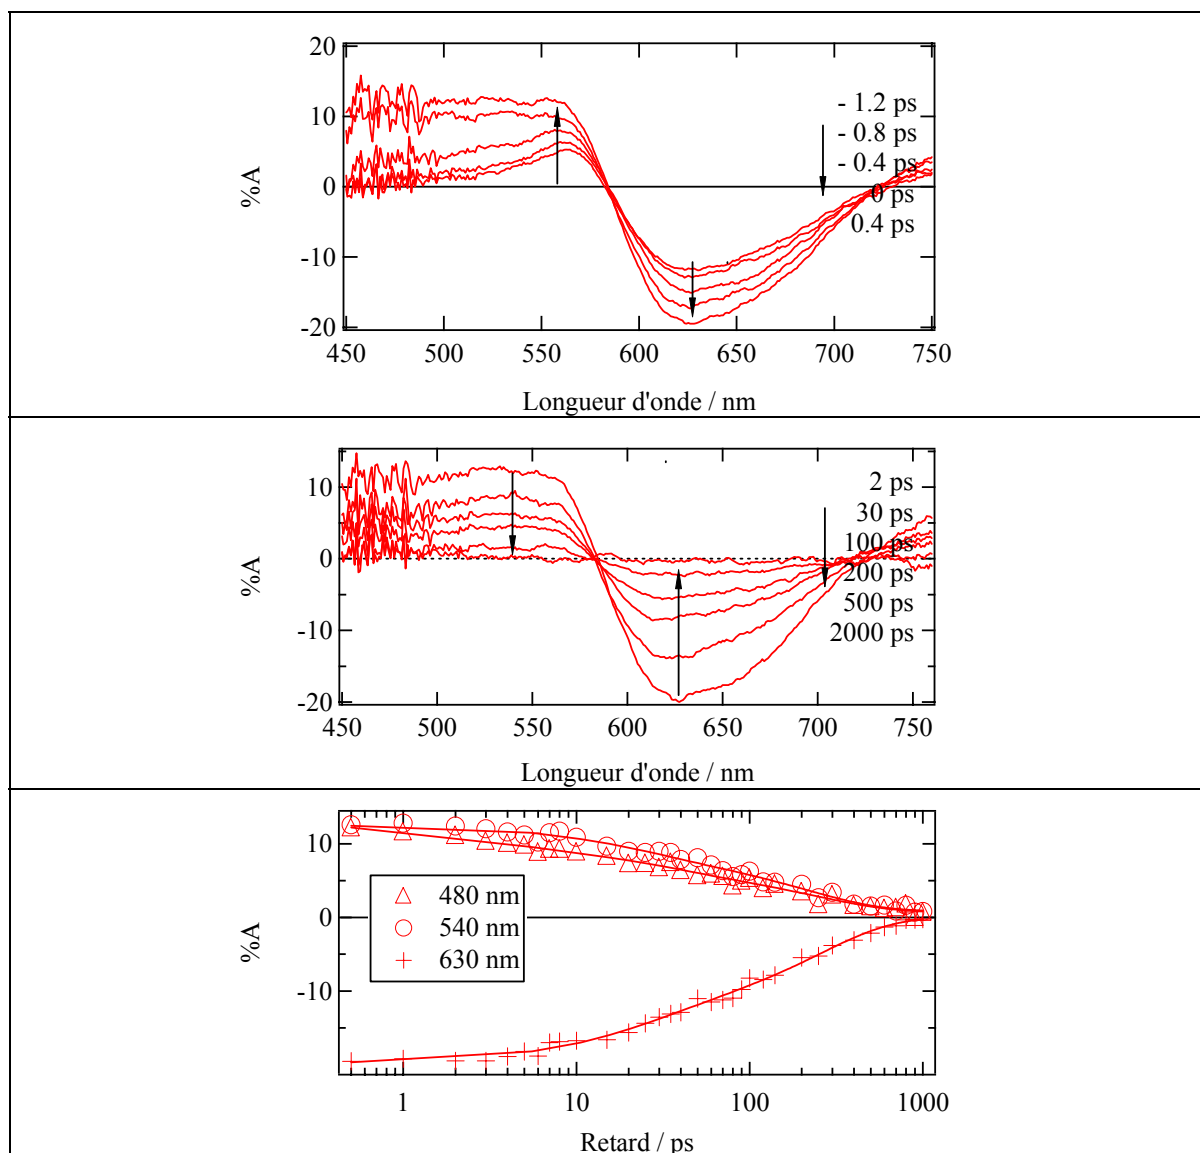 20
10
0
-10
-20
%A
- 1.2 ps
- 0.8 ps
- 0.4 ps
0 ps
0.4 ps
450 500 550 600 650 700 750
Longueur d'onde / nm
10
0
-10
-20
%A
2 ps
30 ps
100 ps
200 ps
500 ps
2000 ps
450 500 550 600 650 700 750
Longueur d'onde / nm
10
0
-10
%A
480 nm
540 nm
630 nm
1 10 100 1000
Retard / ps